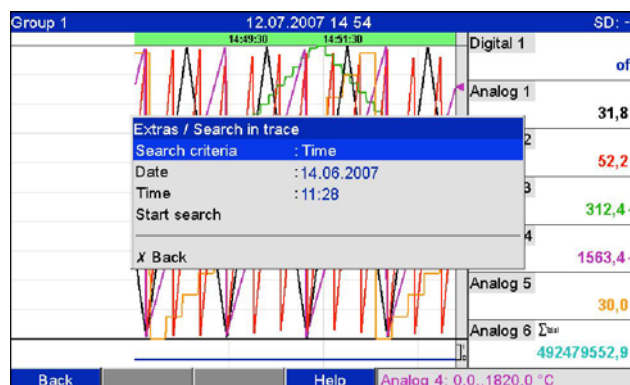 Group 1 12.07.2007 14 54 SD: -
14:49:30 14:51:30
Digital 1
of
Analog 1
31,8
Extras / Search in trace
Search criteria : Time
2
52,2
Date : 14.06.2007
Time : 11:28
3
Start search
312,4
4
X Back
1563,4
Analog 5
30,0
Analog 6 Σ
492479552,9
Back Help Analog 4: 0.0..1820.0 °C